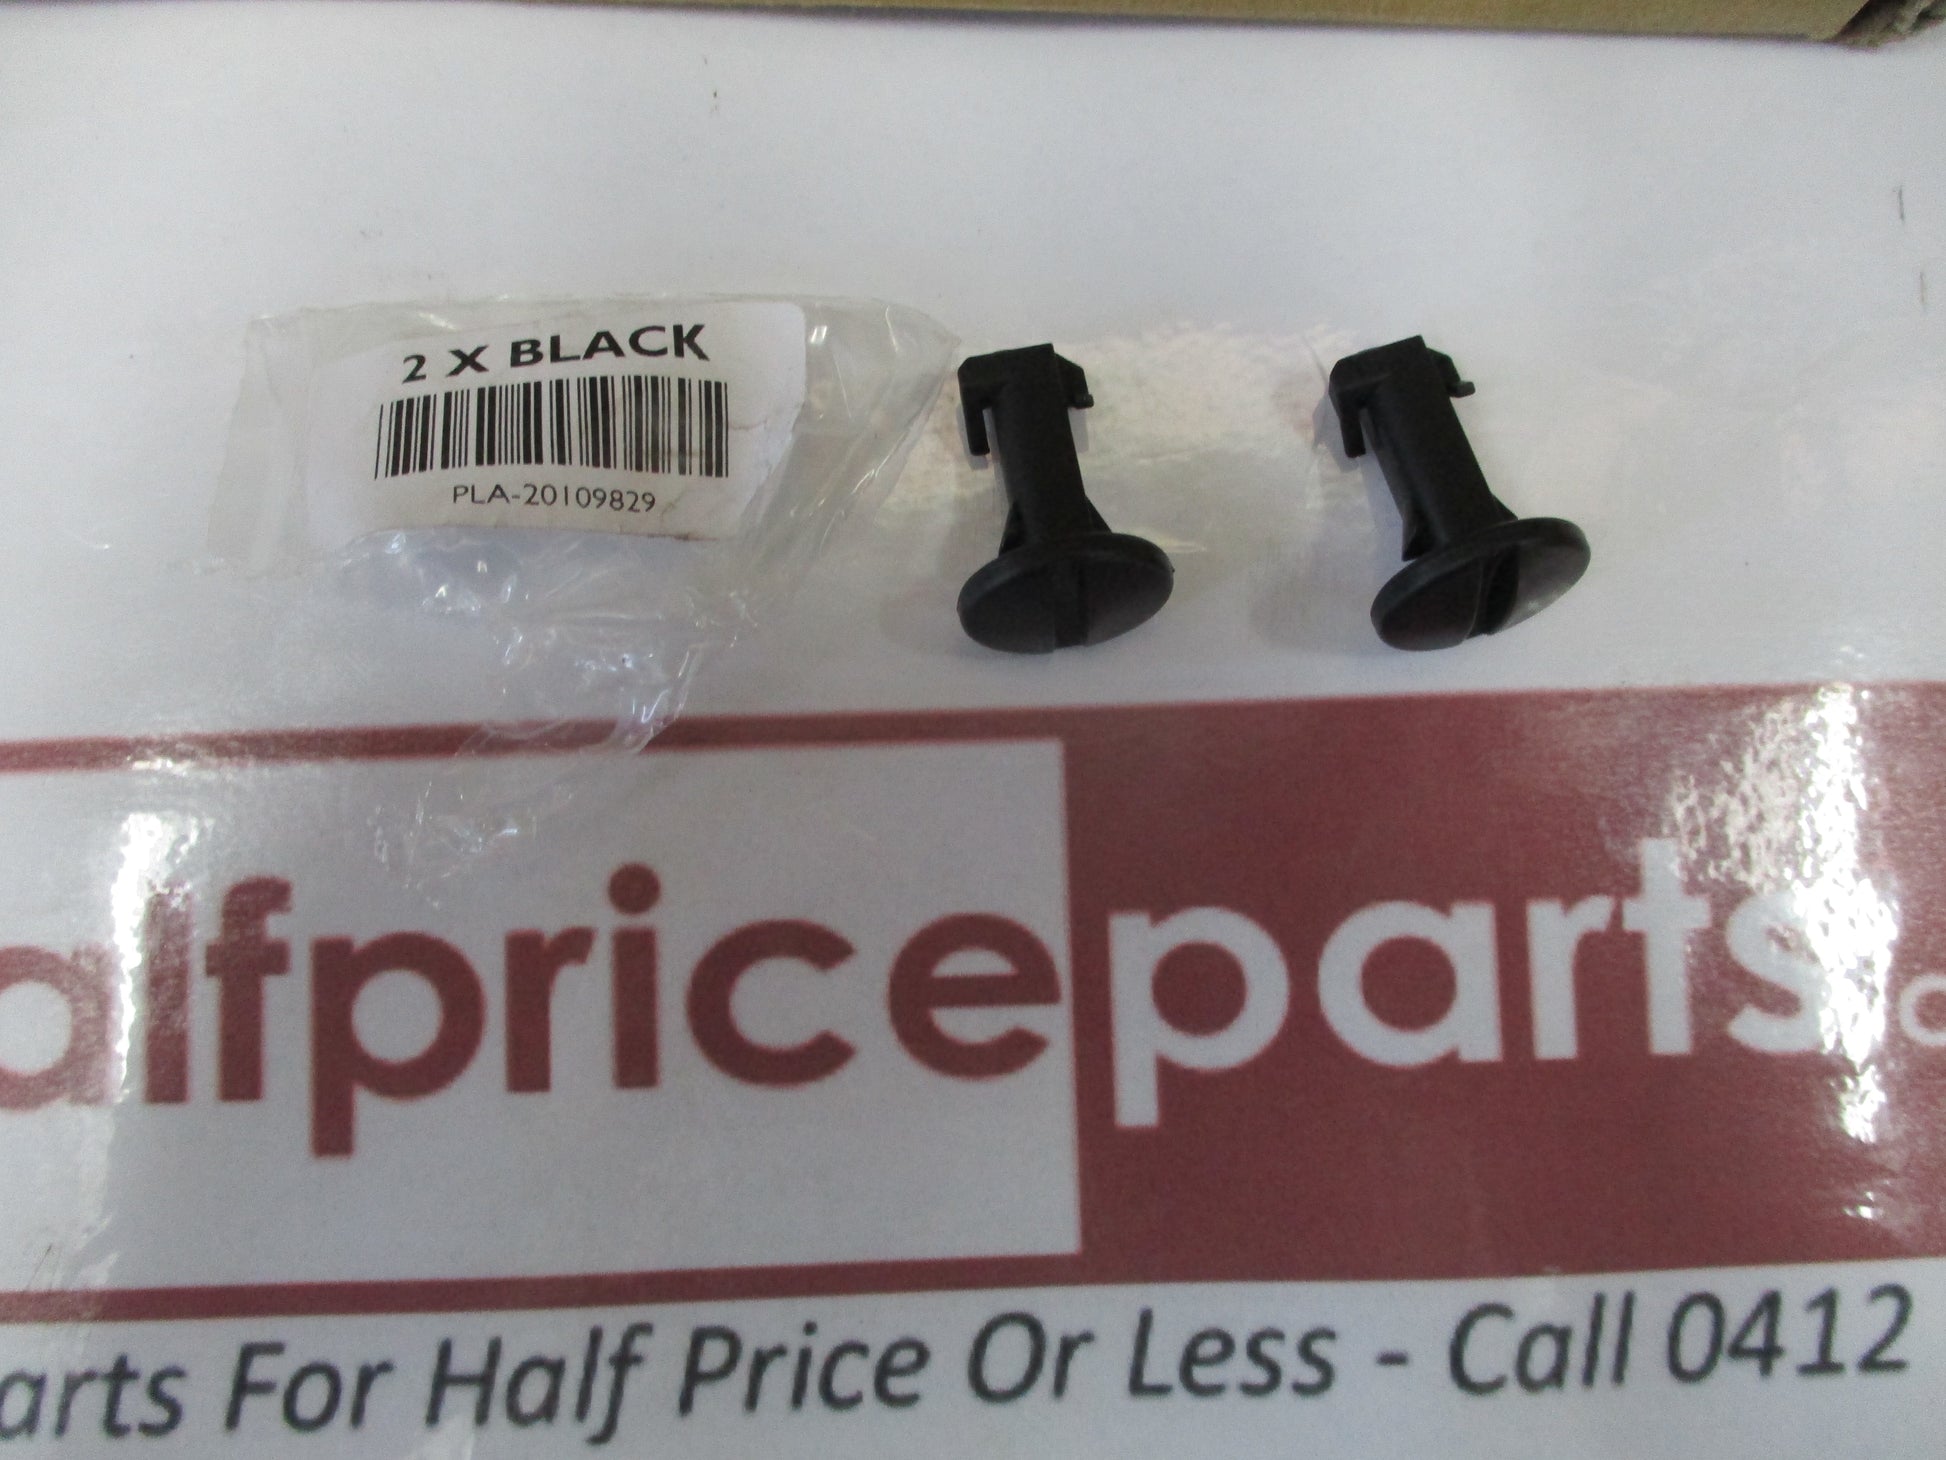 2 X BLACK
PLA-20109829
alfpriceparts.c
arts For Half Price Or Less - Call 0412